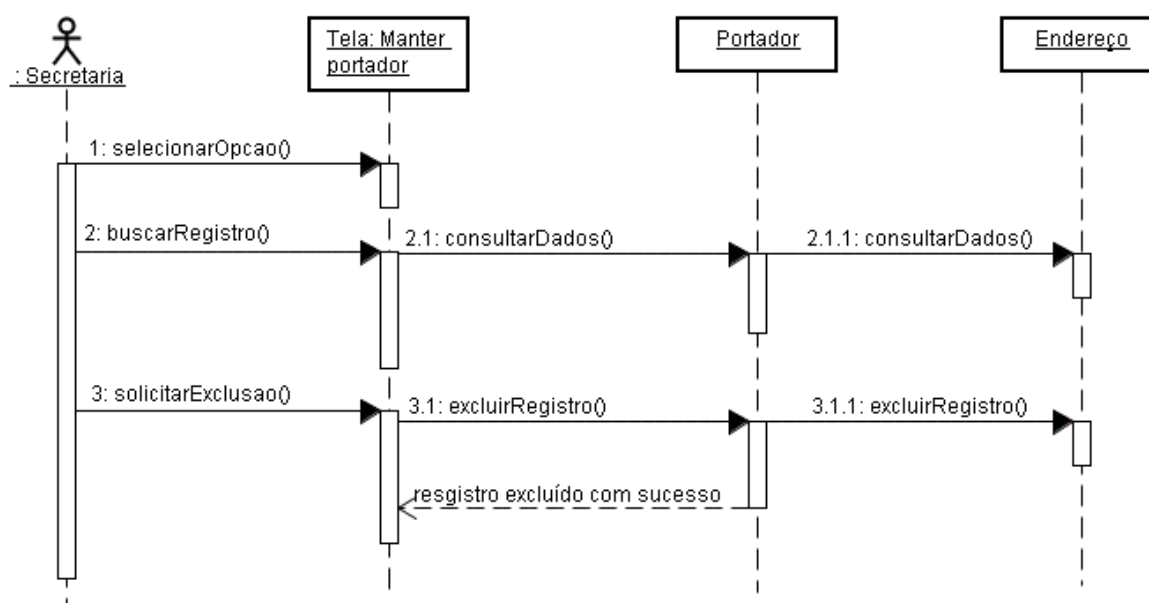 : Secretaria
Tela: Manter
portador
Portador
Endereço
1: selecionarOpcao()
2: buscarRegistro()
2.1: consultarDados()
2.1.1: consultarDados()
3: solicitarExclusao()
3.1: excluirRegistro()
3.1.1: excluirRegistro()
resgistro excluído com sucesso